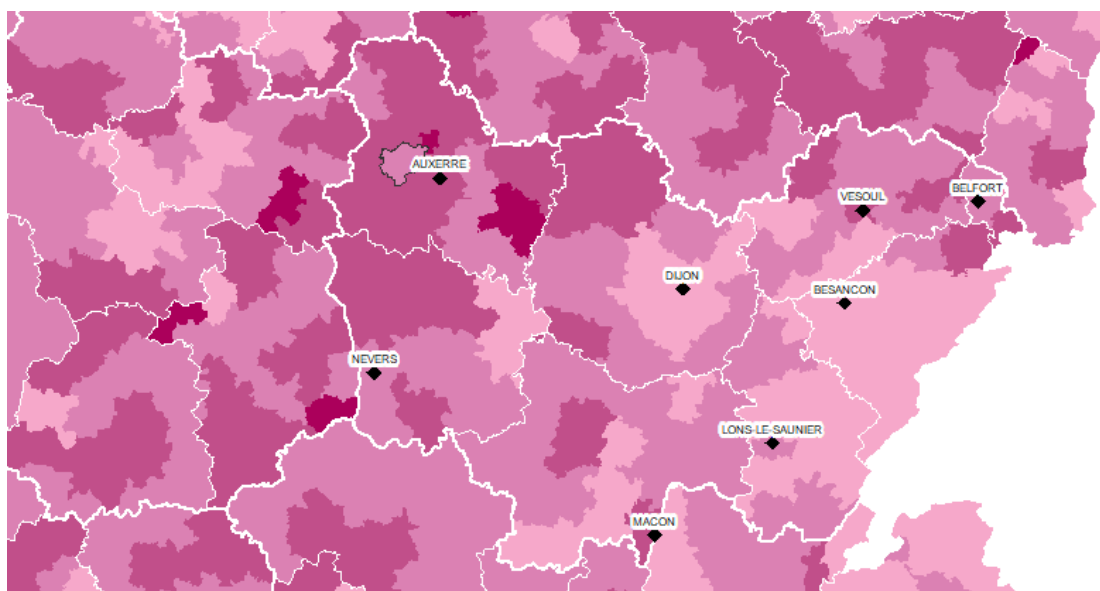 AUXERRE
BELFORT
VESOUL
DIJON
BESANCON
NEVERS
LONS-LE-SAUNIER
MACON